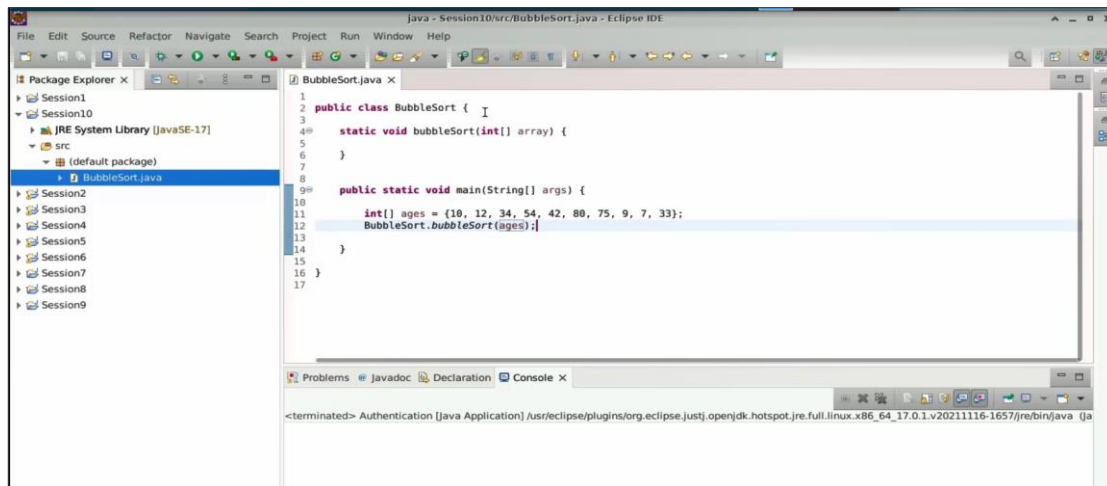 java - Session10/src/BubbleSort.java - Eclipse IDE
File Edit Source Refactor Navigate Search Project Run Window Help
Package Explorer
BubbleSort.java
Session1
Session10
JRE System Library [JavaSE-17]
src
(default package)
BubbleSort.java
Session2
Session3
Session4
Session5
Session6
Session7
Session8
Session9
1
2 public class BubbleSort {
3
4 static void bubbleSort(int[] array) {
5
6 }
7
8
9 public static void main(String[] args) {
10
11 int[] ages = {10, 12, 34, 54, 42, 80, 75, 9, 7, 33};
12 BubbleSort.bubbleSort(ages);
13
14 }
15
16 }
17
Problems Javadoc Declaration Console
<terminated> Authentication [Java Application] /usr/eclipse/plugins/org.eclipse.justj.openjdk.hotspot.jre.full.linux.x86_64_17.0.1.v20211116-1657/jre/bin/java (Ja